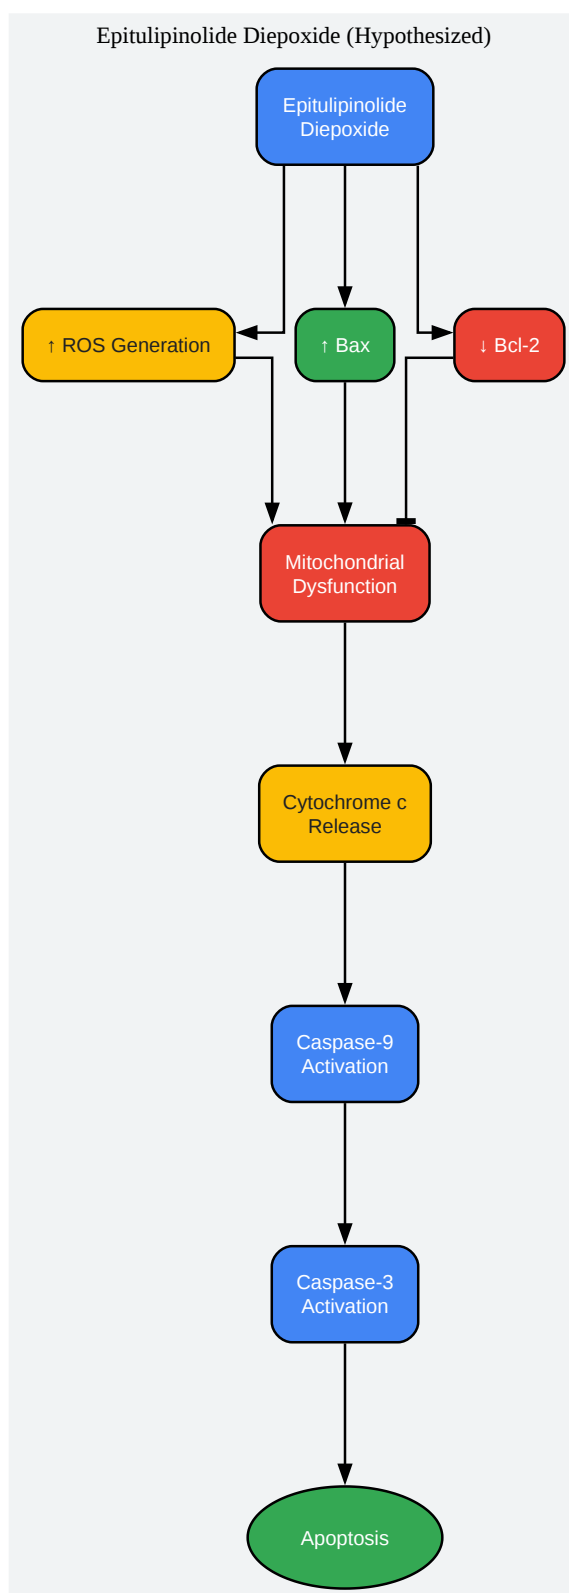 Epitulipinolide Diepoxide (Hypothesized)
Epitulipinolide
Diepoxide
↑ ROS Generation
↑ Bax
↓ Bcl-2
Mitochondrial
Dysfunction
Cytochrome c
Release
Caspase-9
Activation
Caspase-3
Activation
Apoptosis